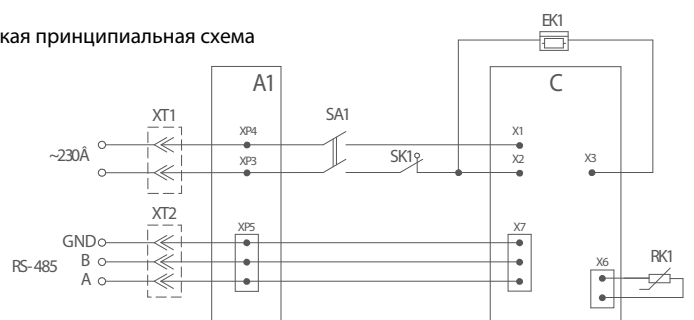 кая принципиальная схема
EK1
A1
C
XT1
SA1
XP4
X1
~230Â
XP3
SK1
X2
X3
XT2
GND
XP5
X7
RS-485
B
X6
RK1
A